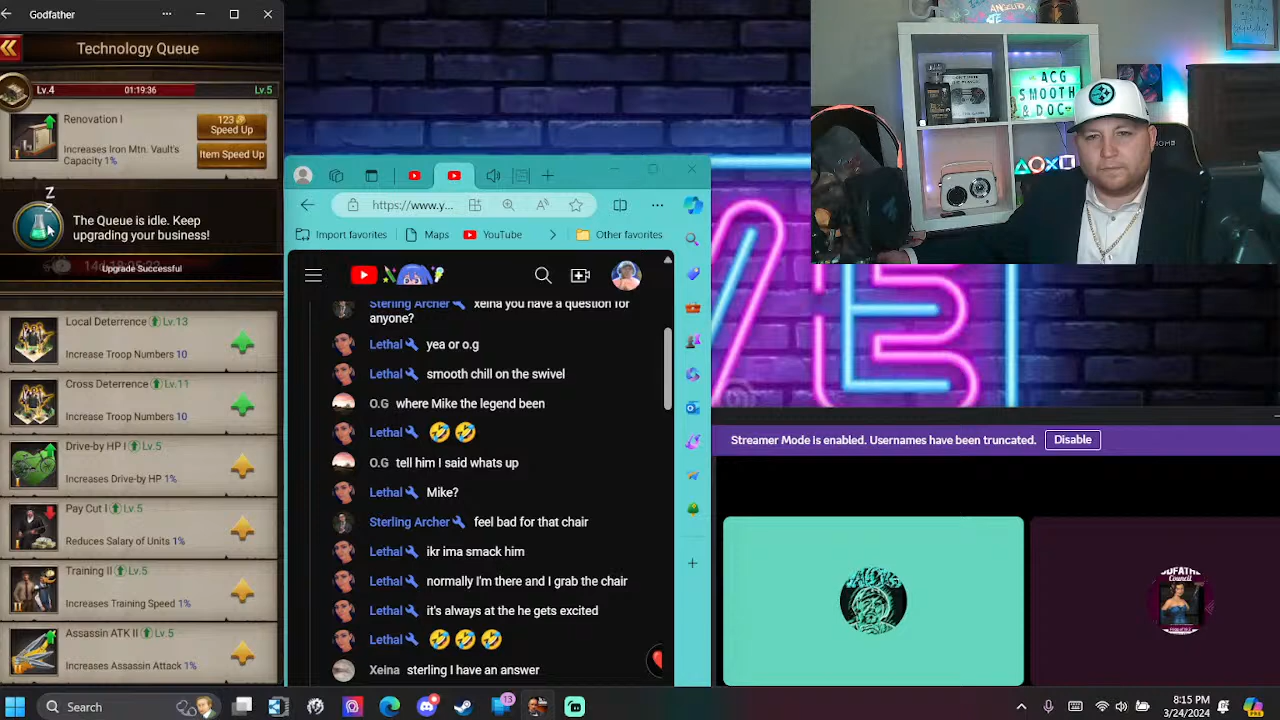 Godfather
Technology Queue
Lv.4 01:19:36 Lv.5
Renovation I
Increases Iron Mtn. Vault's
Capacity 1%
123
Speed Up
Item Speed Up
Z
The Queue is idle. Keep
upgrading your business!
Upgrade Successful
Local Deterrence Lv.13
Increase Troop Numbers 10
Cross Deterrence Lv.11
Increase Troop Numbers 10
Drive-by HP I Lv.5
Increases Drive-by HP 1%
Pay Cut I Lv.5
Reduces Salary of Units 1%
Training II Lv.5
Increases Training Speed 1%
Assassin ATK II Lv.5
Increases Assassin Attack 1%
https://www.y...
Import favorites Maps YouTube Other favorites
Sterling Archer xeina you have a question for
anyone?
Lethal yea or o.g
Lethal smooth chill on the swivel
O.G where Mike the legend been
Lethal 🤣🤣
O.G tell him I said whats up
Lethal Mike?
Sterling Archer feel bad for that chair
Lethal ikr ima smack him
Lethal normally I'm there and I grab the chair
Lethal it's always at the he gets excited
Lethal 🤣🤣🤣
Xeina sterling I have an answer
ACG
SMOOTH
& DOC
Streamer Mode is enabled. Usernames have been truncated. Disable
Council
Search
13
8:15 PM
3/24/2024